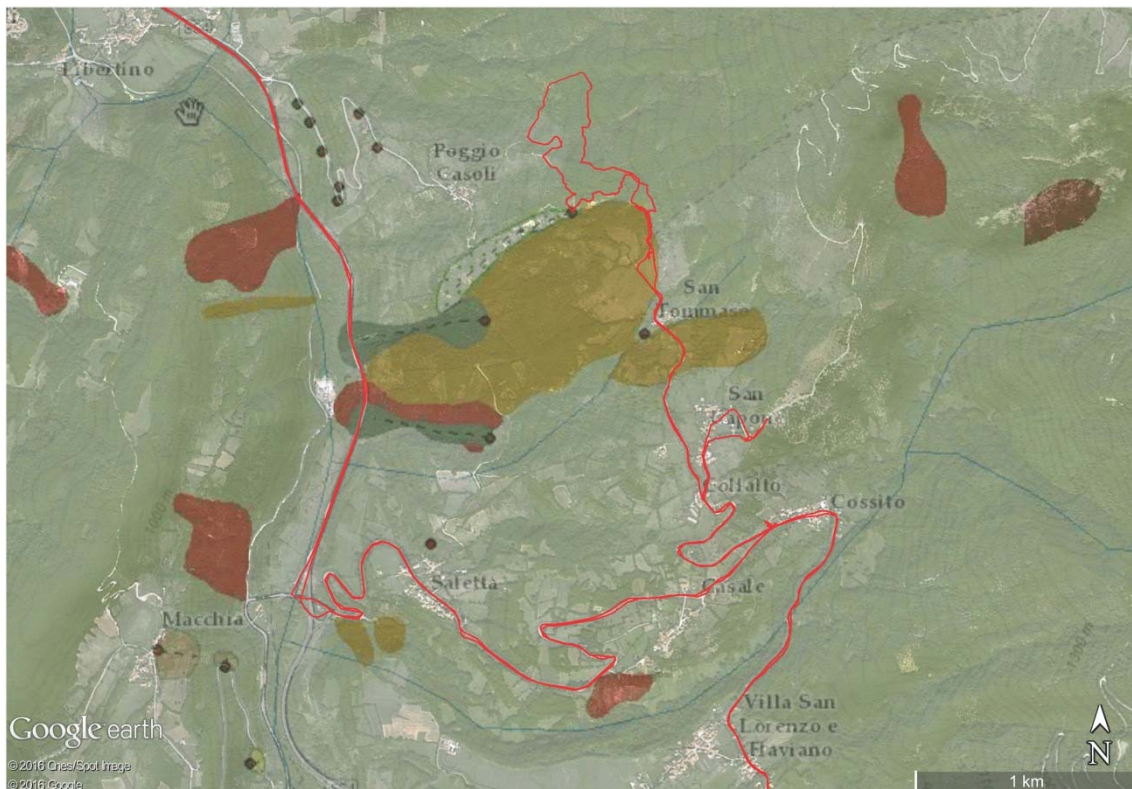 Libertino
Poggio
Casoli
San
Tommaso
San
Capone
Collalto
Cossito
Saletta
Casale
Macchia
1300 m
Villa San
Lorenzo e
Flaviano
Google earth
© 2016 Cnes/Spot Image
© 2016 Google
N
1 km